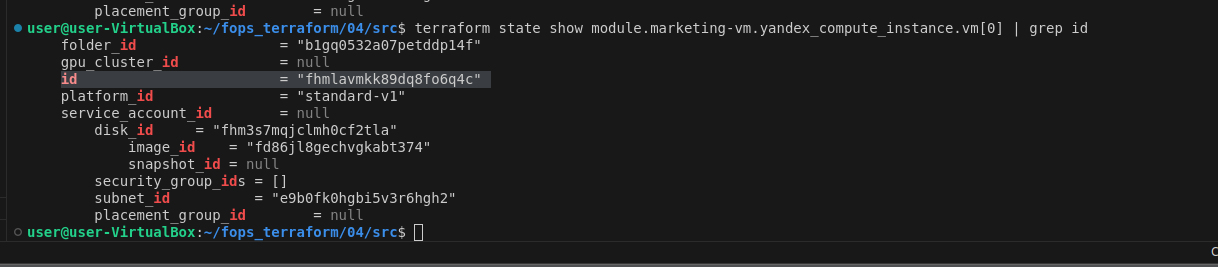 placement_group_id        = null
user@user-VirtualBox:~/fops_terraform/04/src$ terraform state show module.marketing-vm.yandex_compute_instance.vm[0] | grep id
    folder_id                 = "b1gq0532a07petddp14f"
    gpu_cluster_id            = null
    id                        = "fhmlavmkk89dq8fo6q4c"
    platform_id               = "standard-v1"
    service_account_id        = null
        disk_id     = "fhm3s7mqjclmh0cf2tla"
            image_id    = "fd86jl8gechvgkabt374"
            snapshot_id = null
        security_group_ids = []
        subnet_id          = "e9b0fk0hgbi5v3r6hgh2"
        placement_group_id        = null
user@user-VirtualBox:~/fops_terraform/04/src$